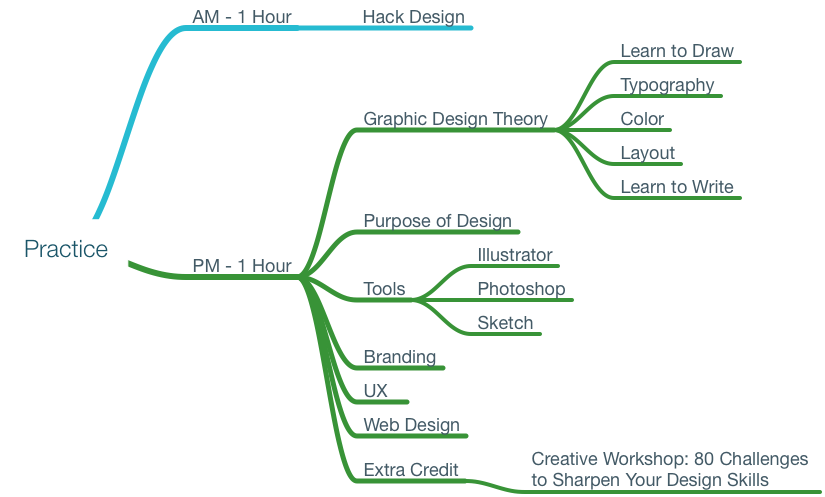 AM - 1 Hour
Hack Design
Learn to Draw
Typography
Graphic Design Theory
Color
Layout
Learn to Write
Purpose of Design
Practice
PM - 1 Hour
Illustrator
Tools
Photoshop
Sketch
Branding
UX
Web Design
Extra Credit
Creative Workshop: 80 Challenges
to Sharpen Your Design Skills